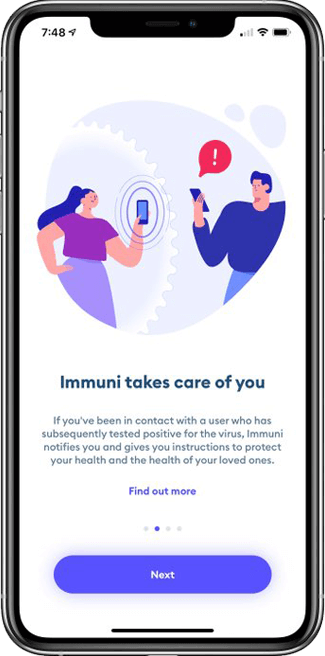 7:48
!
Immuni takes care of you
If you've been in contact with a user who has
subsequently tested positive for the virus, Immuni
notifies you and gives you instructions to protect
your health and the health of your loved ones.
Find out more
Next